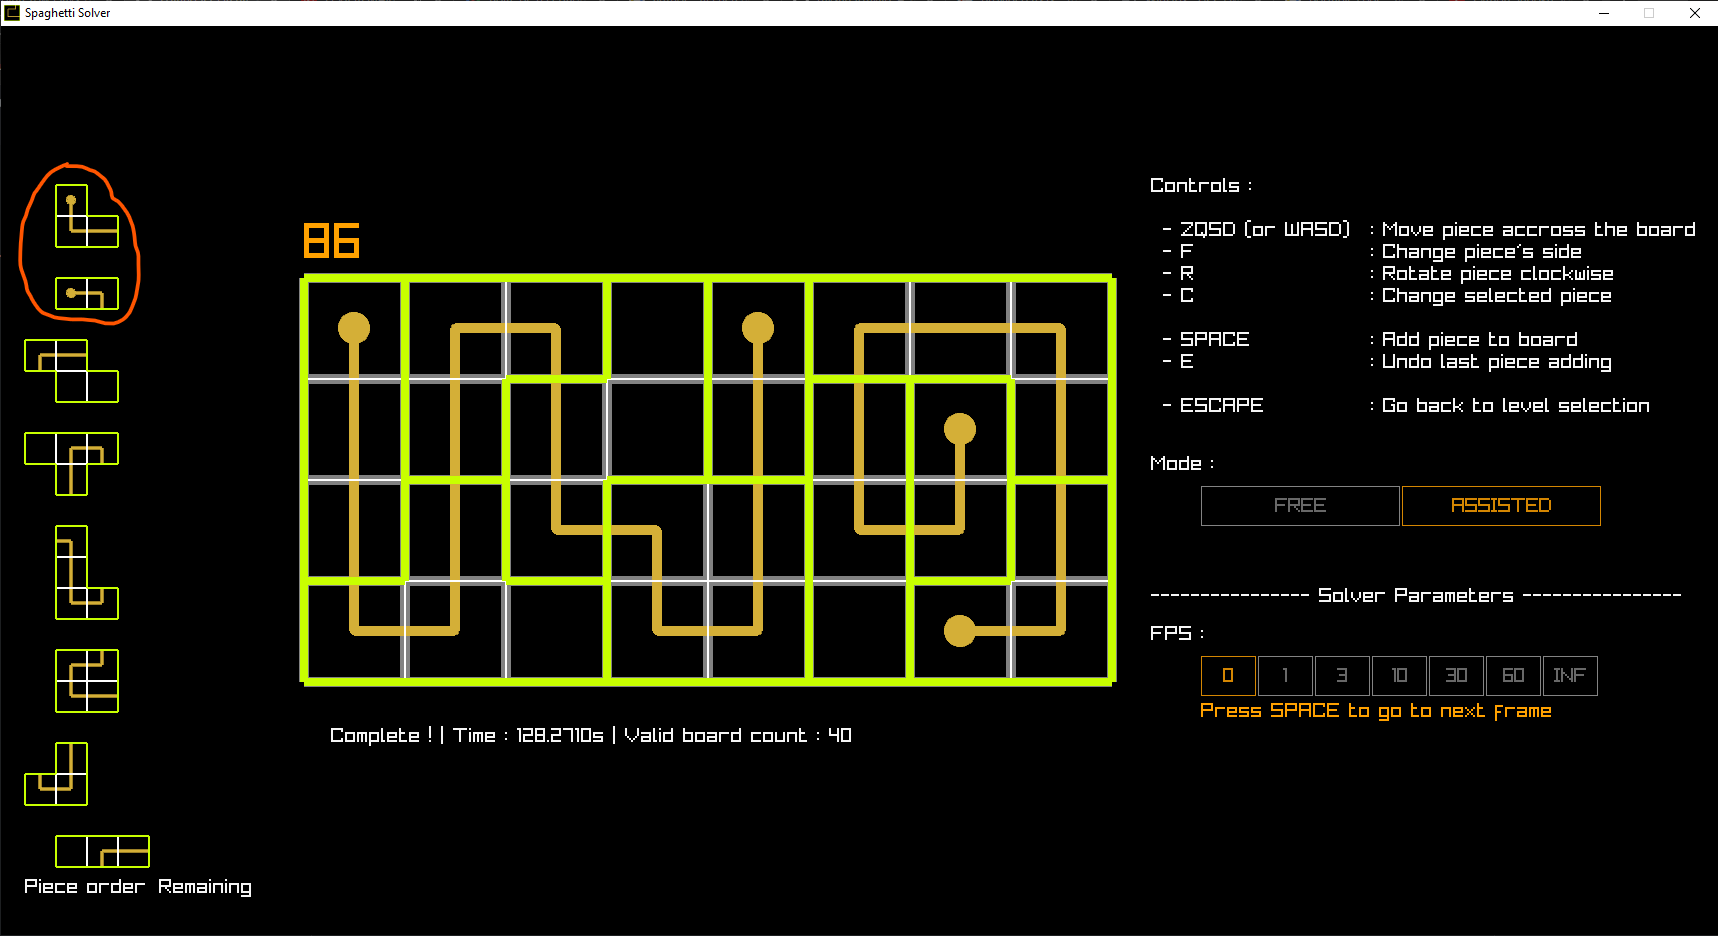 Spaghetti Solver
Controls :
- ZQSD (or WASD) : Move piece accross the board
- F : Change piece's side
- R : Rotate piece clockwise
- C : Change selected piece
- SPACE : Add piece to board
- E : Undo last piece adding
- ESCAPE : Go back to level selection
Mode :
FREE ASSISTED
---------------- Solver Parameters ----------------
FPS :
0 1 3 10 30 60 INF
Press SPACE to go to next frame
86
Complete ! | Time : 128.2710s | Valid board count : 40
Piece order Remaining